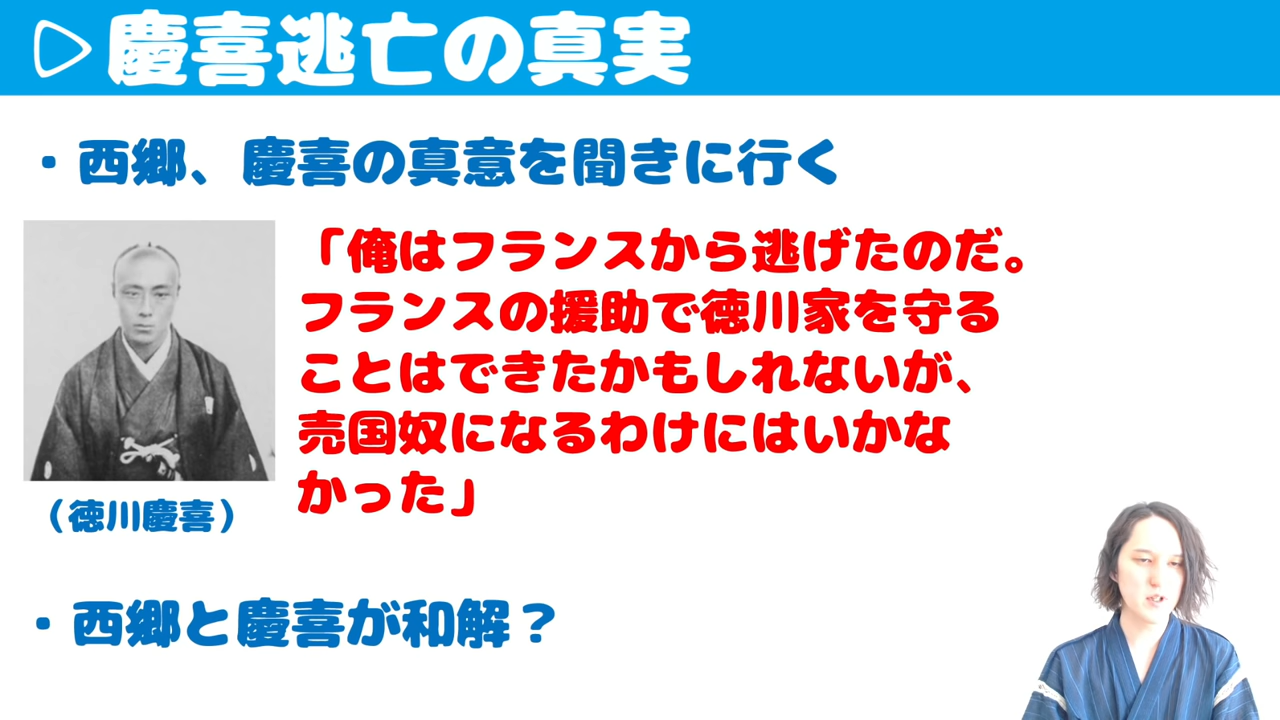 慶喜逃亡の真実
・西郷、慶喜の真意を聞きに行く
「俺はフランスから逃げたのだ。
フランスの援助で徳川家を守る
ことはできたかもしれないが、
売国奴になるわけにはいかな
かった」
（徳川慶喜）
・西郷と慶喜が和解？